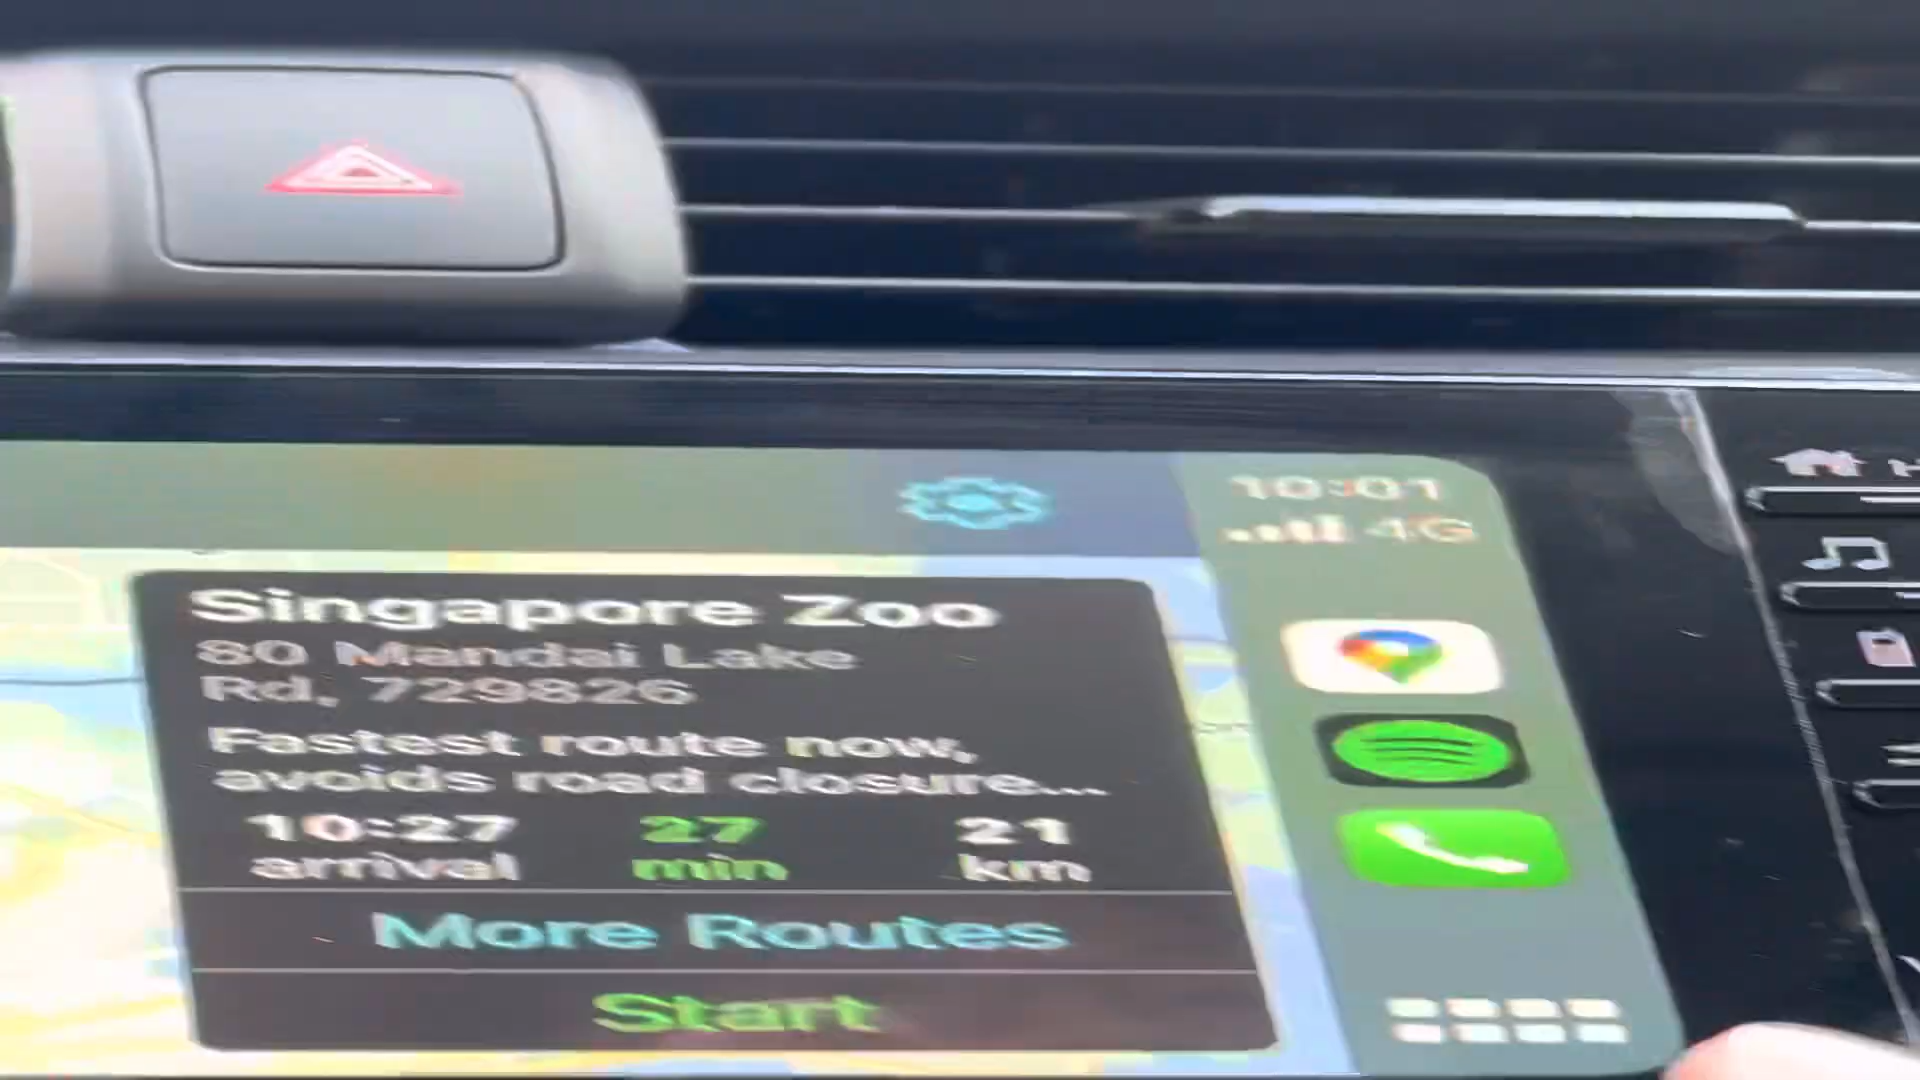 10:01
4G
Singapore Zoo
80 Mandai Lake
Rd, 729826
Fastest route now,
avoids road closure...
10:27 27 21
arrival min km
More Routes
Start